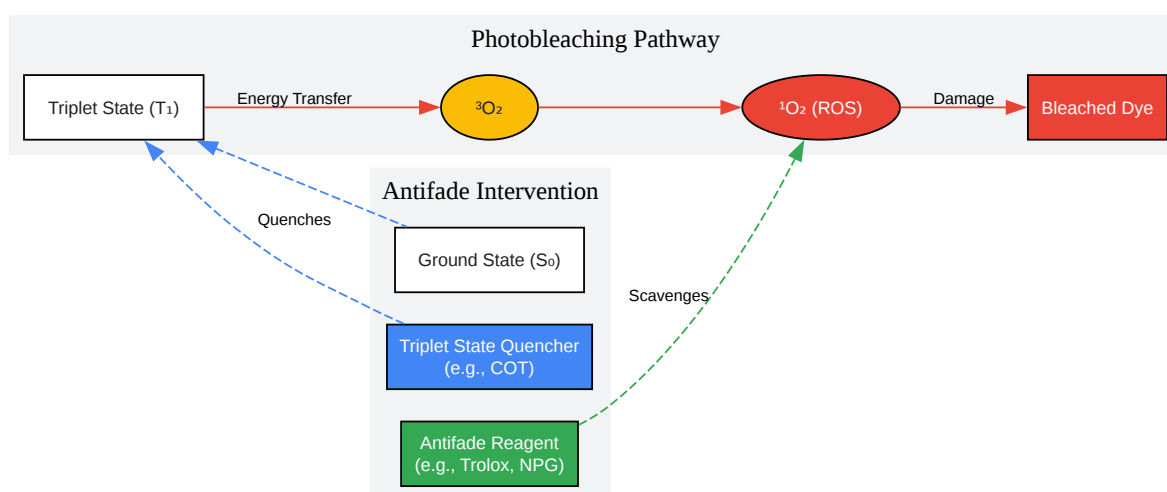 Photobleaching Pathway
Triplet State (T₁)
Energy Transfer
³O₂
¹O₂ (ROS)
Damage
Bleached Dye
Antifade Intervention
Quenches
Ground State (S₀)
Scavenges
Triplet State Quencher
(e.g., COT)
Antifade Reagent
(e.g., Trolox, NPG)